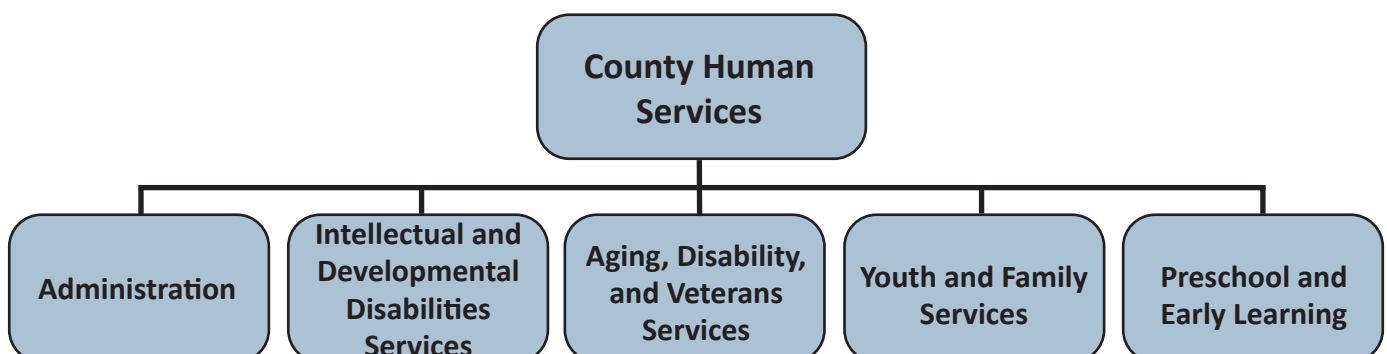 County Human
Services
Administration
Intellectual and
Developmental
Disabilities
Services
Aging, Disability,
and Veterans
Services
Youth and Family
Services
Preschool and
Early Learning